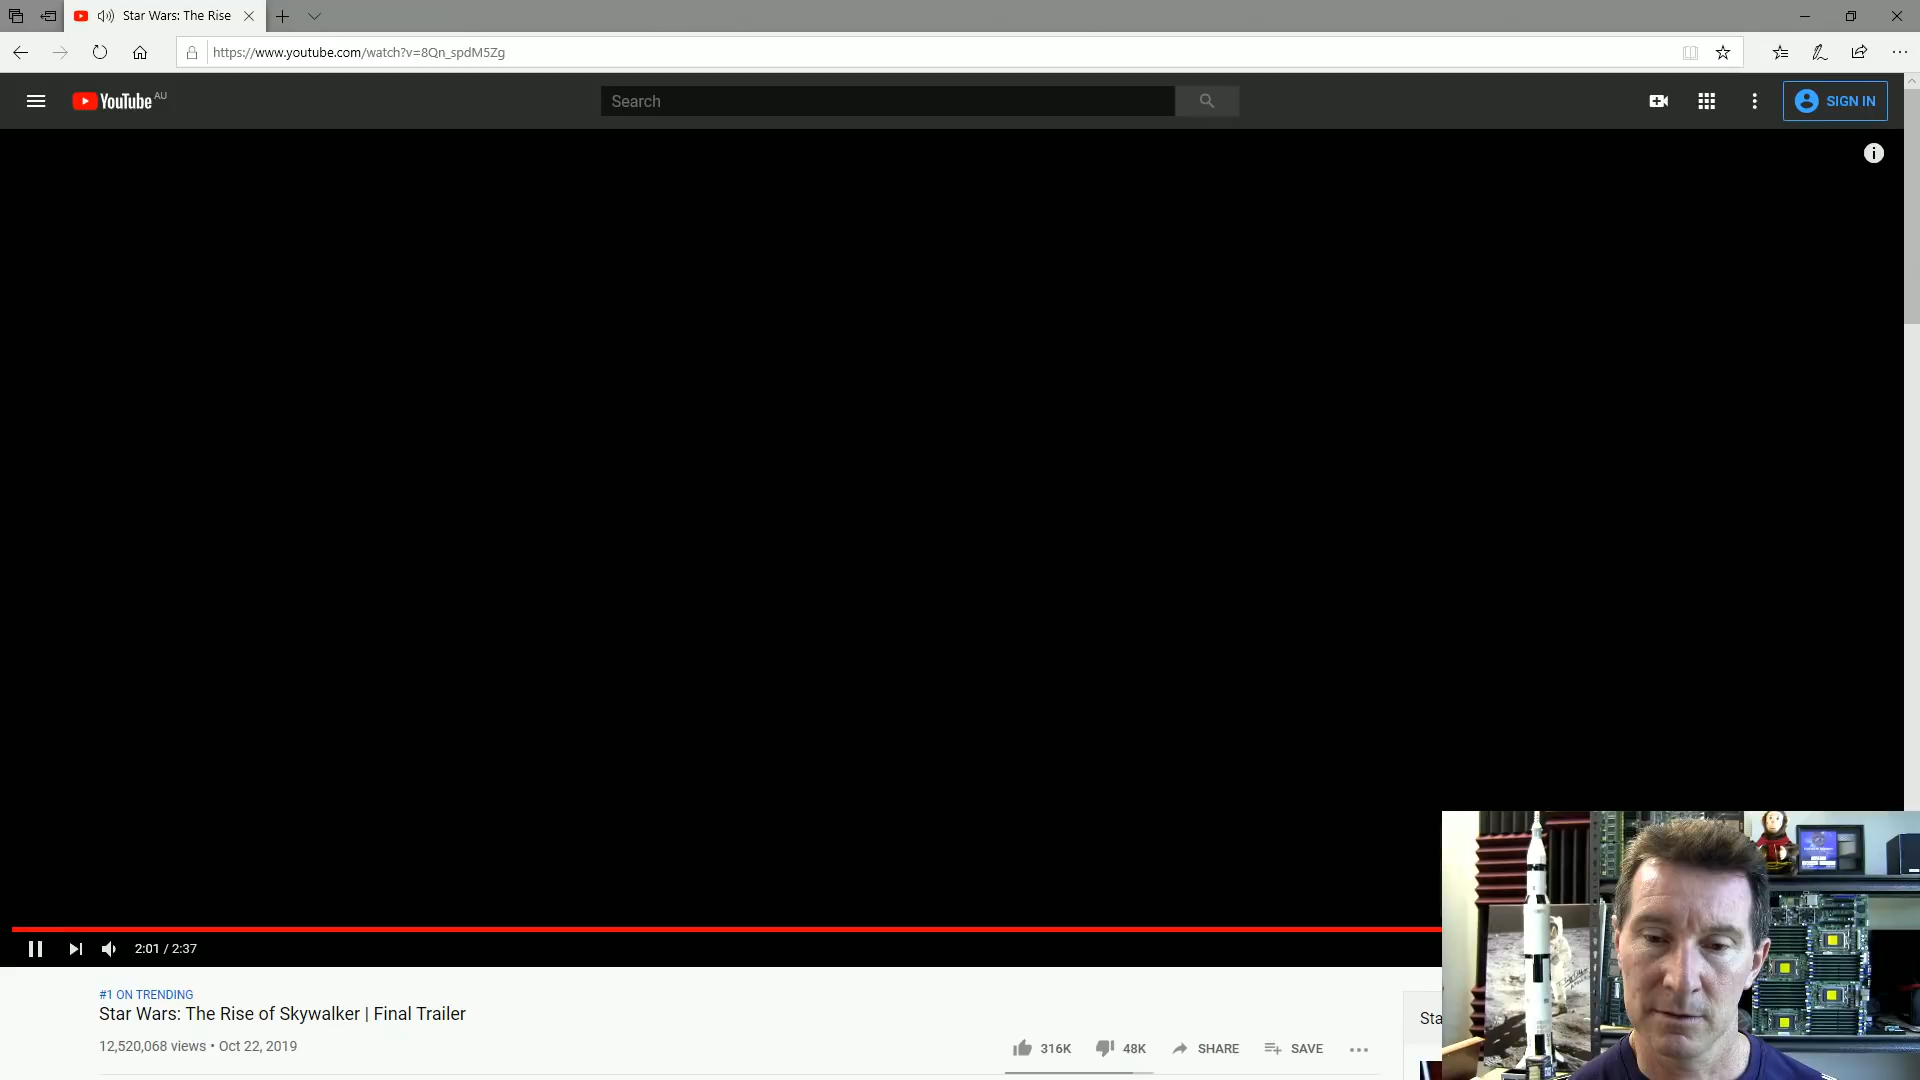 Star Wars: The Rise
https://www.youtube.com/watch?v=8Qn_spdM5Zg
YouTube AU
Search
SIGN IN
2:01 / 2:37
#1 ON TRENDING
Star Wars: The Rise of Skywalker | Final Trailer
12,520,068 views • Oct 22, 2019
316K
48K
SHARE
SAVE
Sta